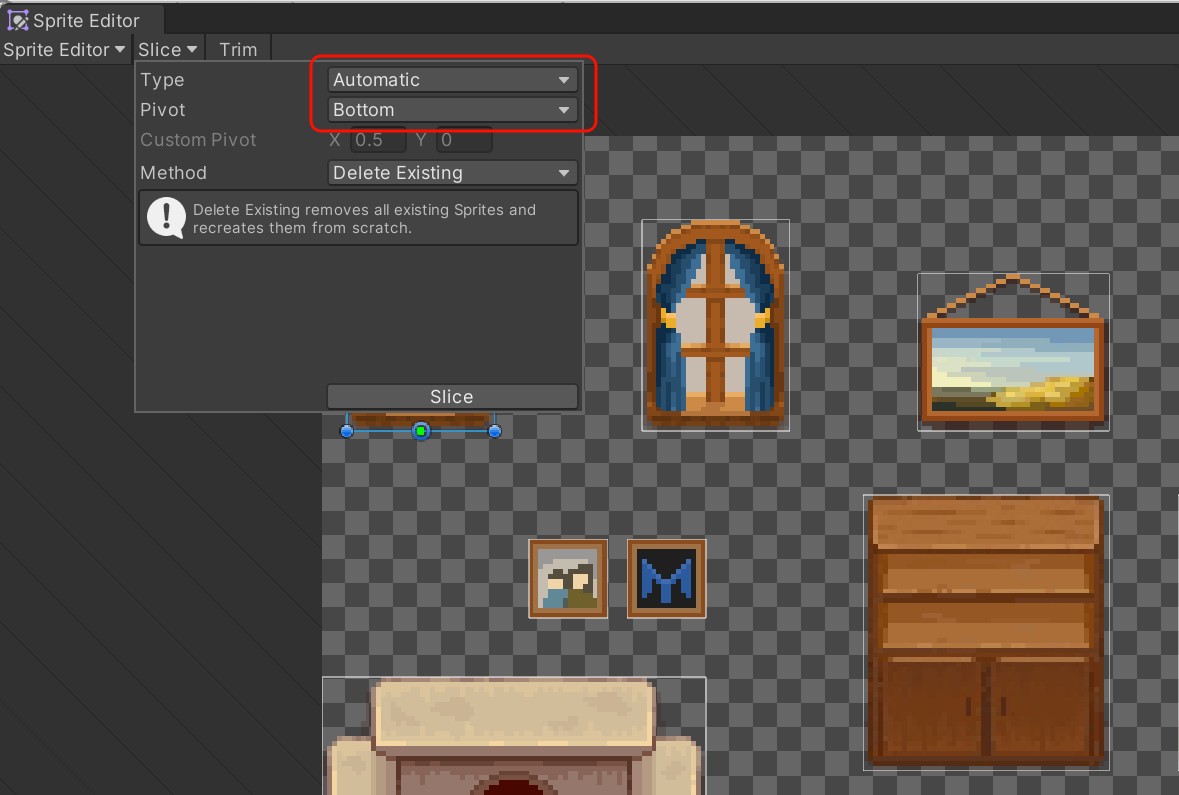 Sprite Editor
Sprite Editor Slice Trim
Type Automatic
Pivot Bottom
Custom Pivot X 0.5 Y 0
Method Delete Existing
Delete Existing removes all existing Sprites and
recreates them from scratch.
Slice